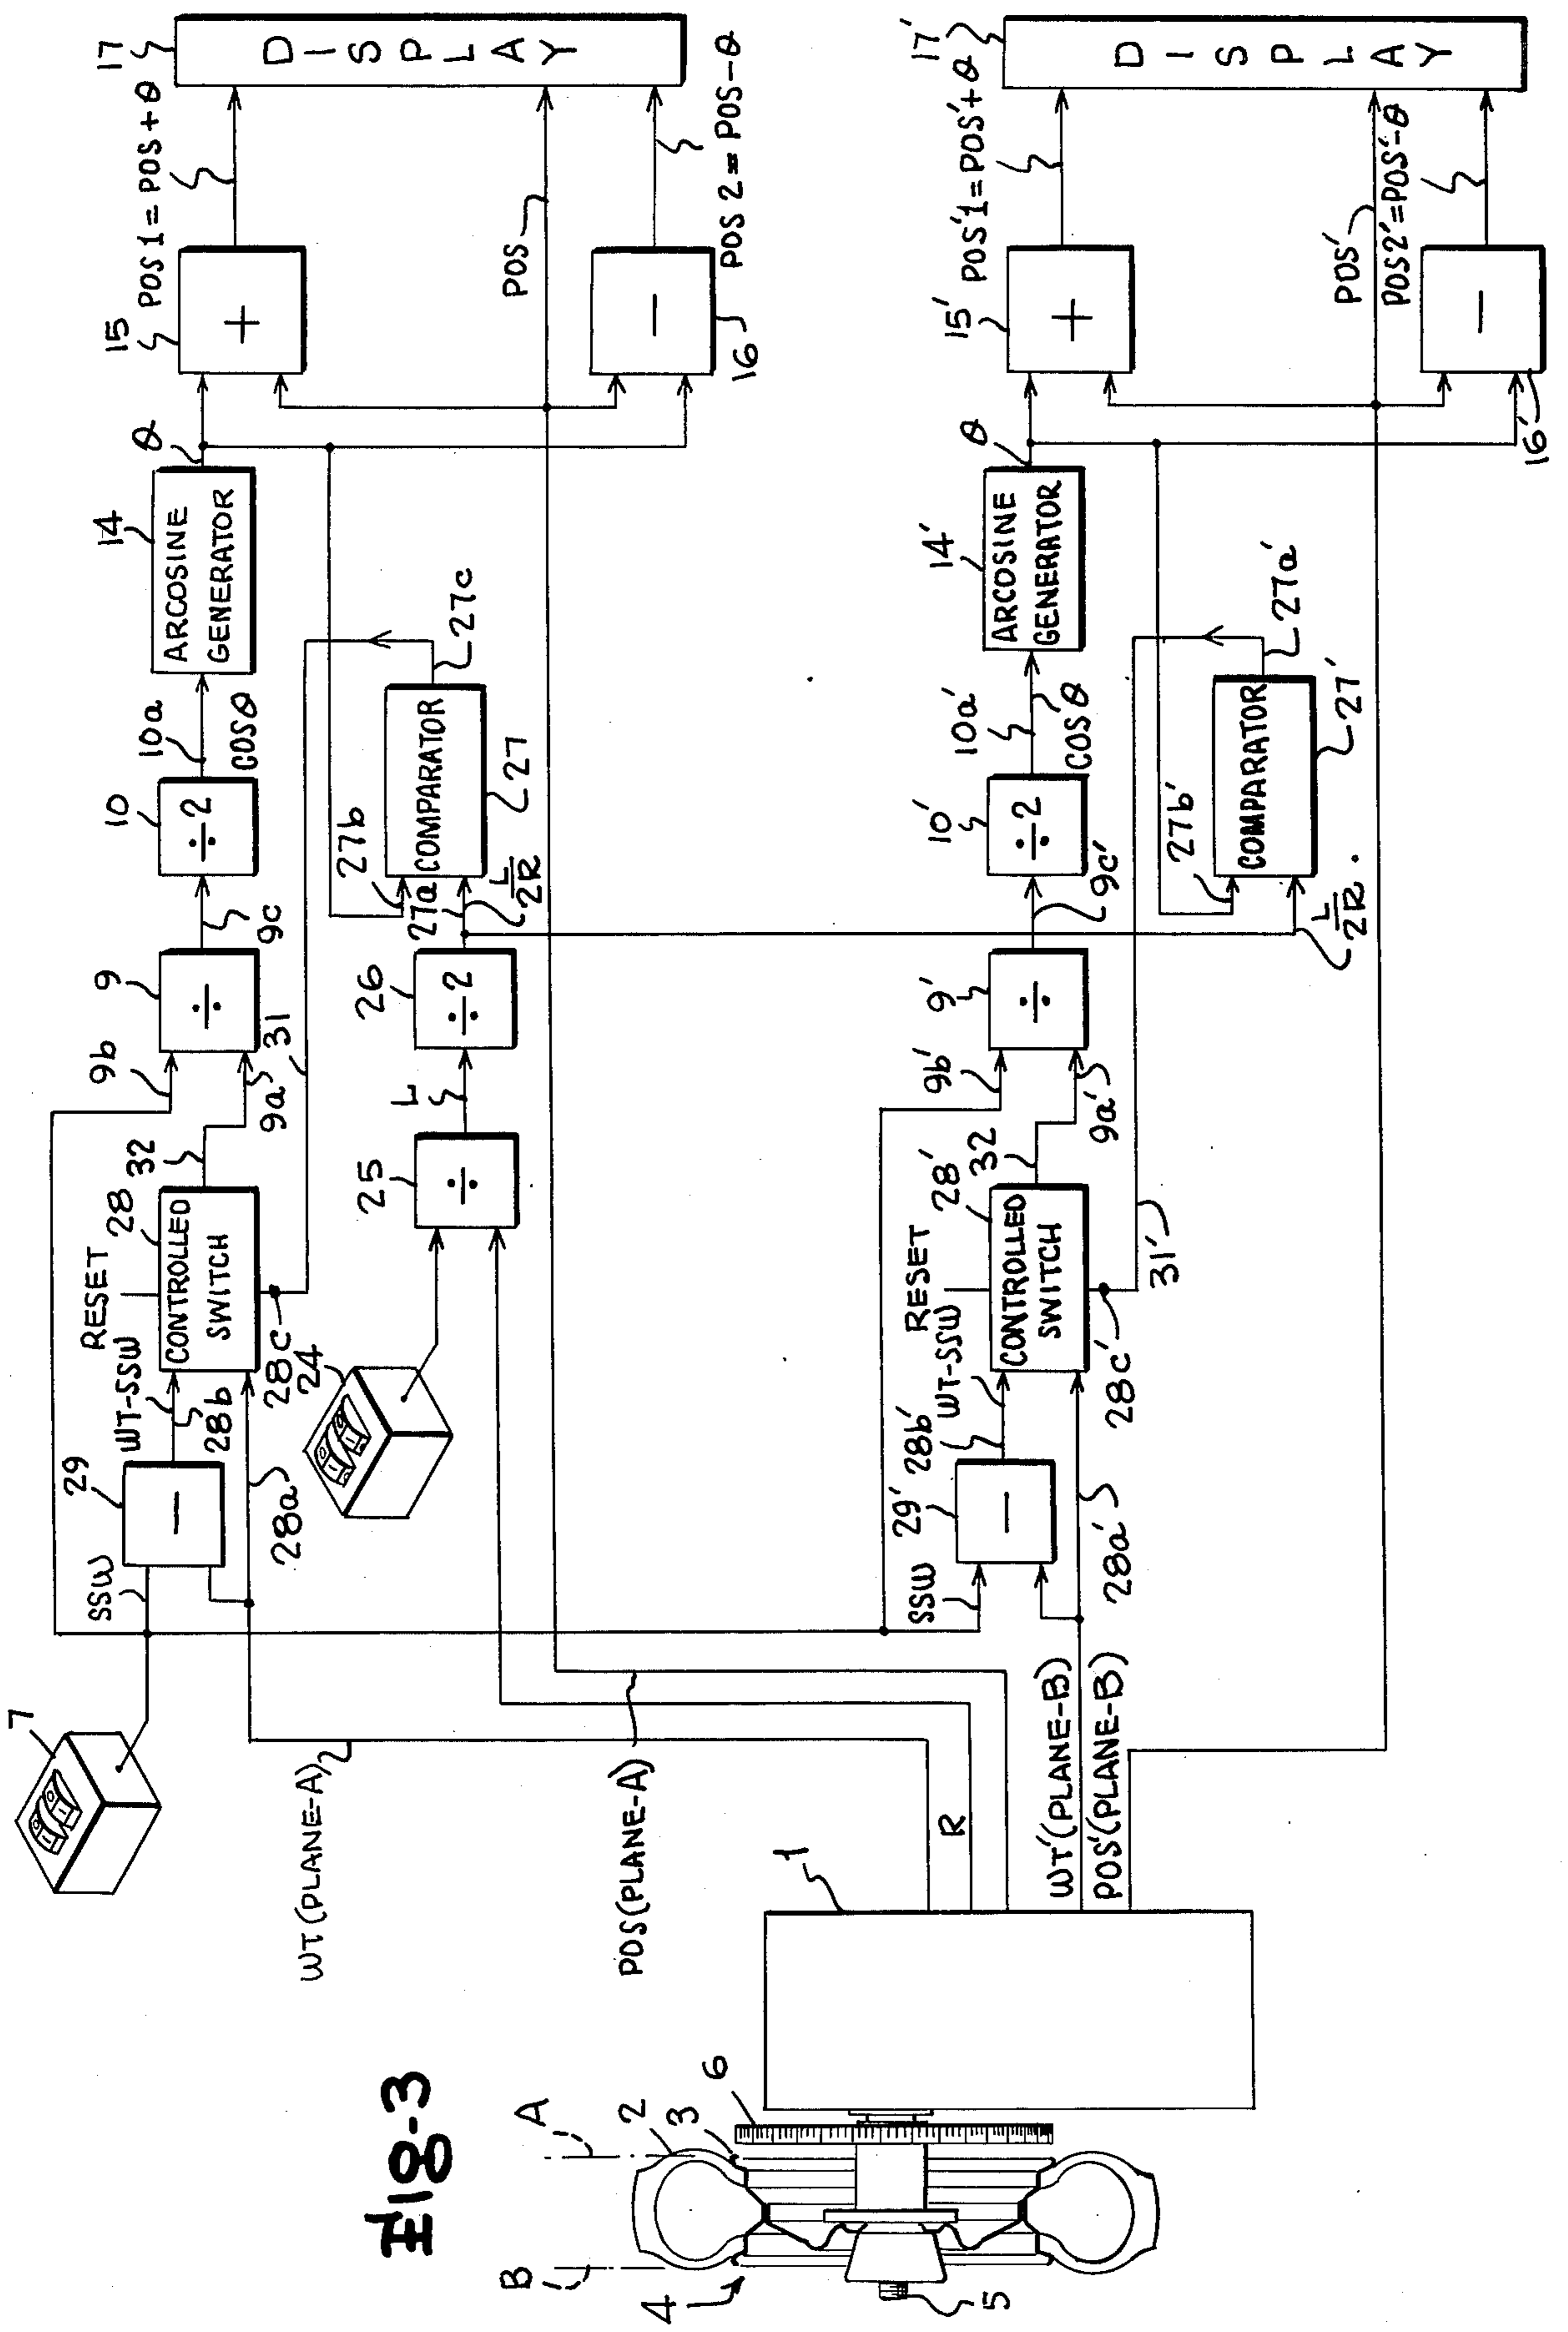 Fig-3
7
SSW
29
WT-SSW
28b
28a
RESET
28
CONTROLLED
SWITCH
28c
32
9b
9a
31
9
÷
9c
10
÷2
10a
COSθ
14
ARCOSINE
GENERATOR
θ
15
+
POS 1 = POS + θ
17
DISPLAY
24
25
÷
L
26
÷2
27a
L/2R
27b
COMPARATOR
27
27c
POS
16
−
POS 2 = POS-θ
WT (PLANE-A)
POS (PLANE-A)
R
WT' (PLANE-B)
POS' (PLANE-B)
1
A
B
2
3
4
5
6
SSW
29'
−
28b'
WT-SSW
28a'
RESET
28'
CONTROLLED
SWITCH
28c'
32
31'
9b'
9a'
9'
÷
9c'
10'
÷2
10a'
COSθ
14'
ARCOSINE
GENERATOR
θ
15'
+
POS'1=POS'+θ
17'
DISPLAY
27b'
L/2R.
COMPARATOR
27'
27a'
POS'
POS2'=POS'-θ
−
16'